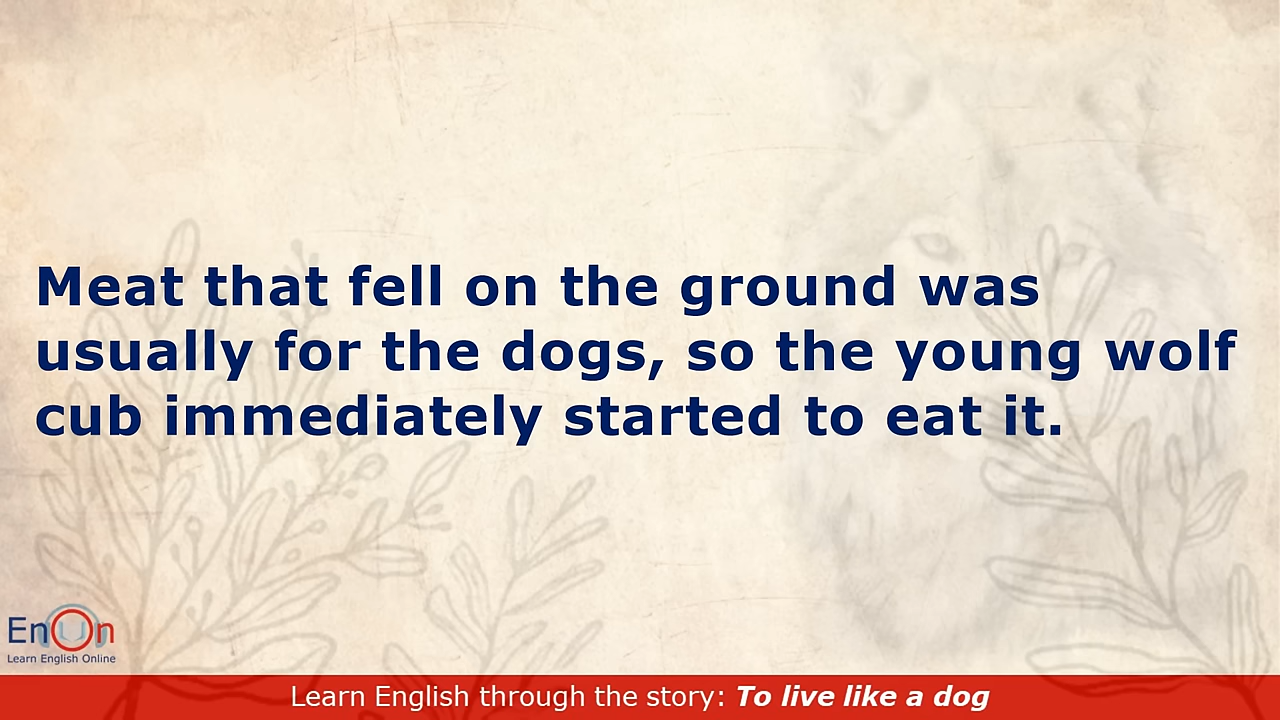 Meat that fell on the ground was
usually for the dogs, so the young wolf
cub immediately started to eat it.
EnOn
Learn English Online
Learn English through the story: To live like a dog